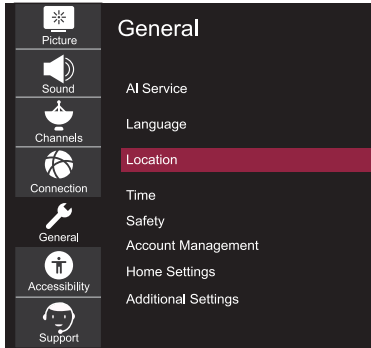 Picture
Sound
Channels
Connection
General
Accessibility
Support
General
AI Service
Language
Location
Time
Safety
Account Management
Home Settings
Additional Settings